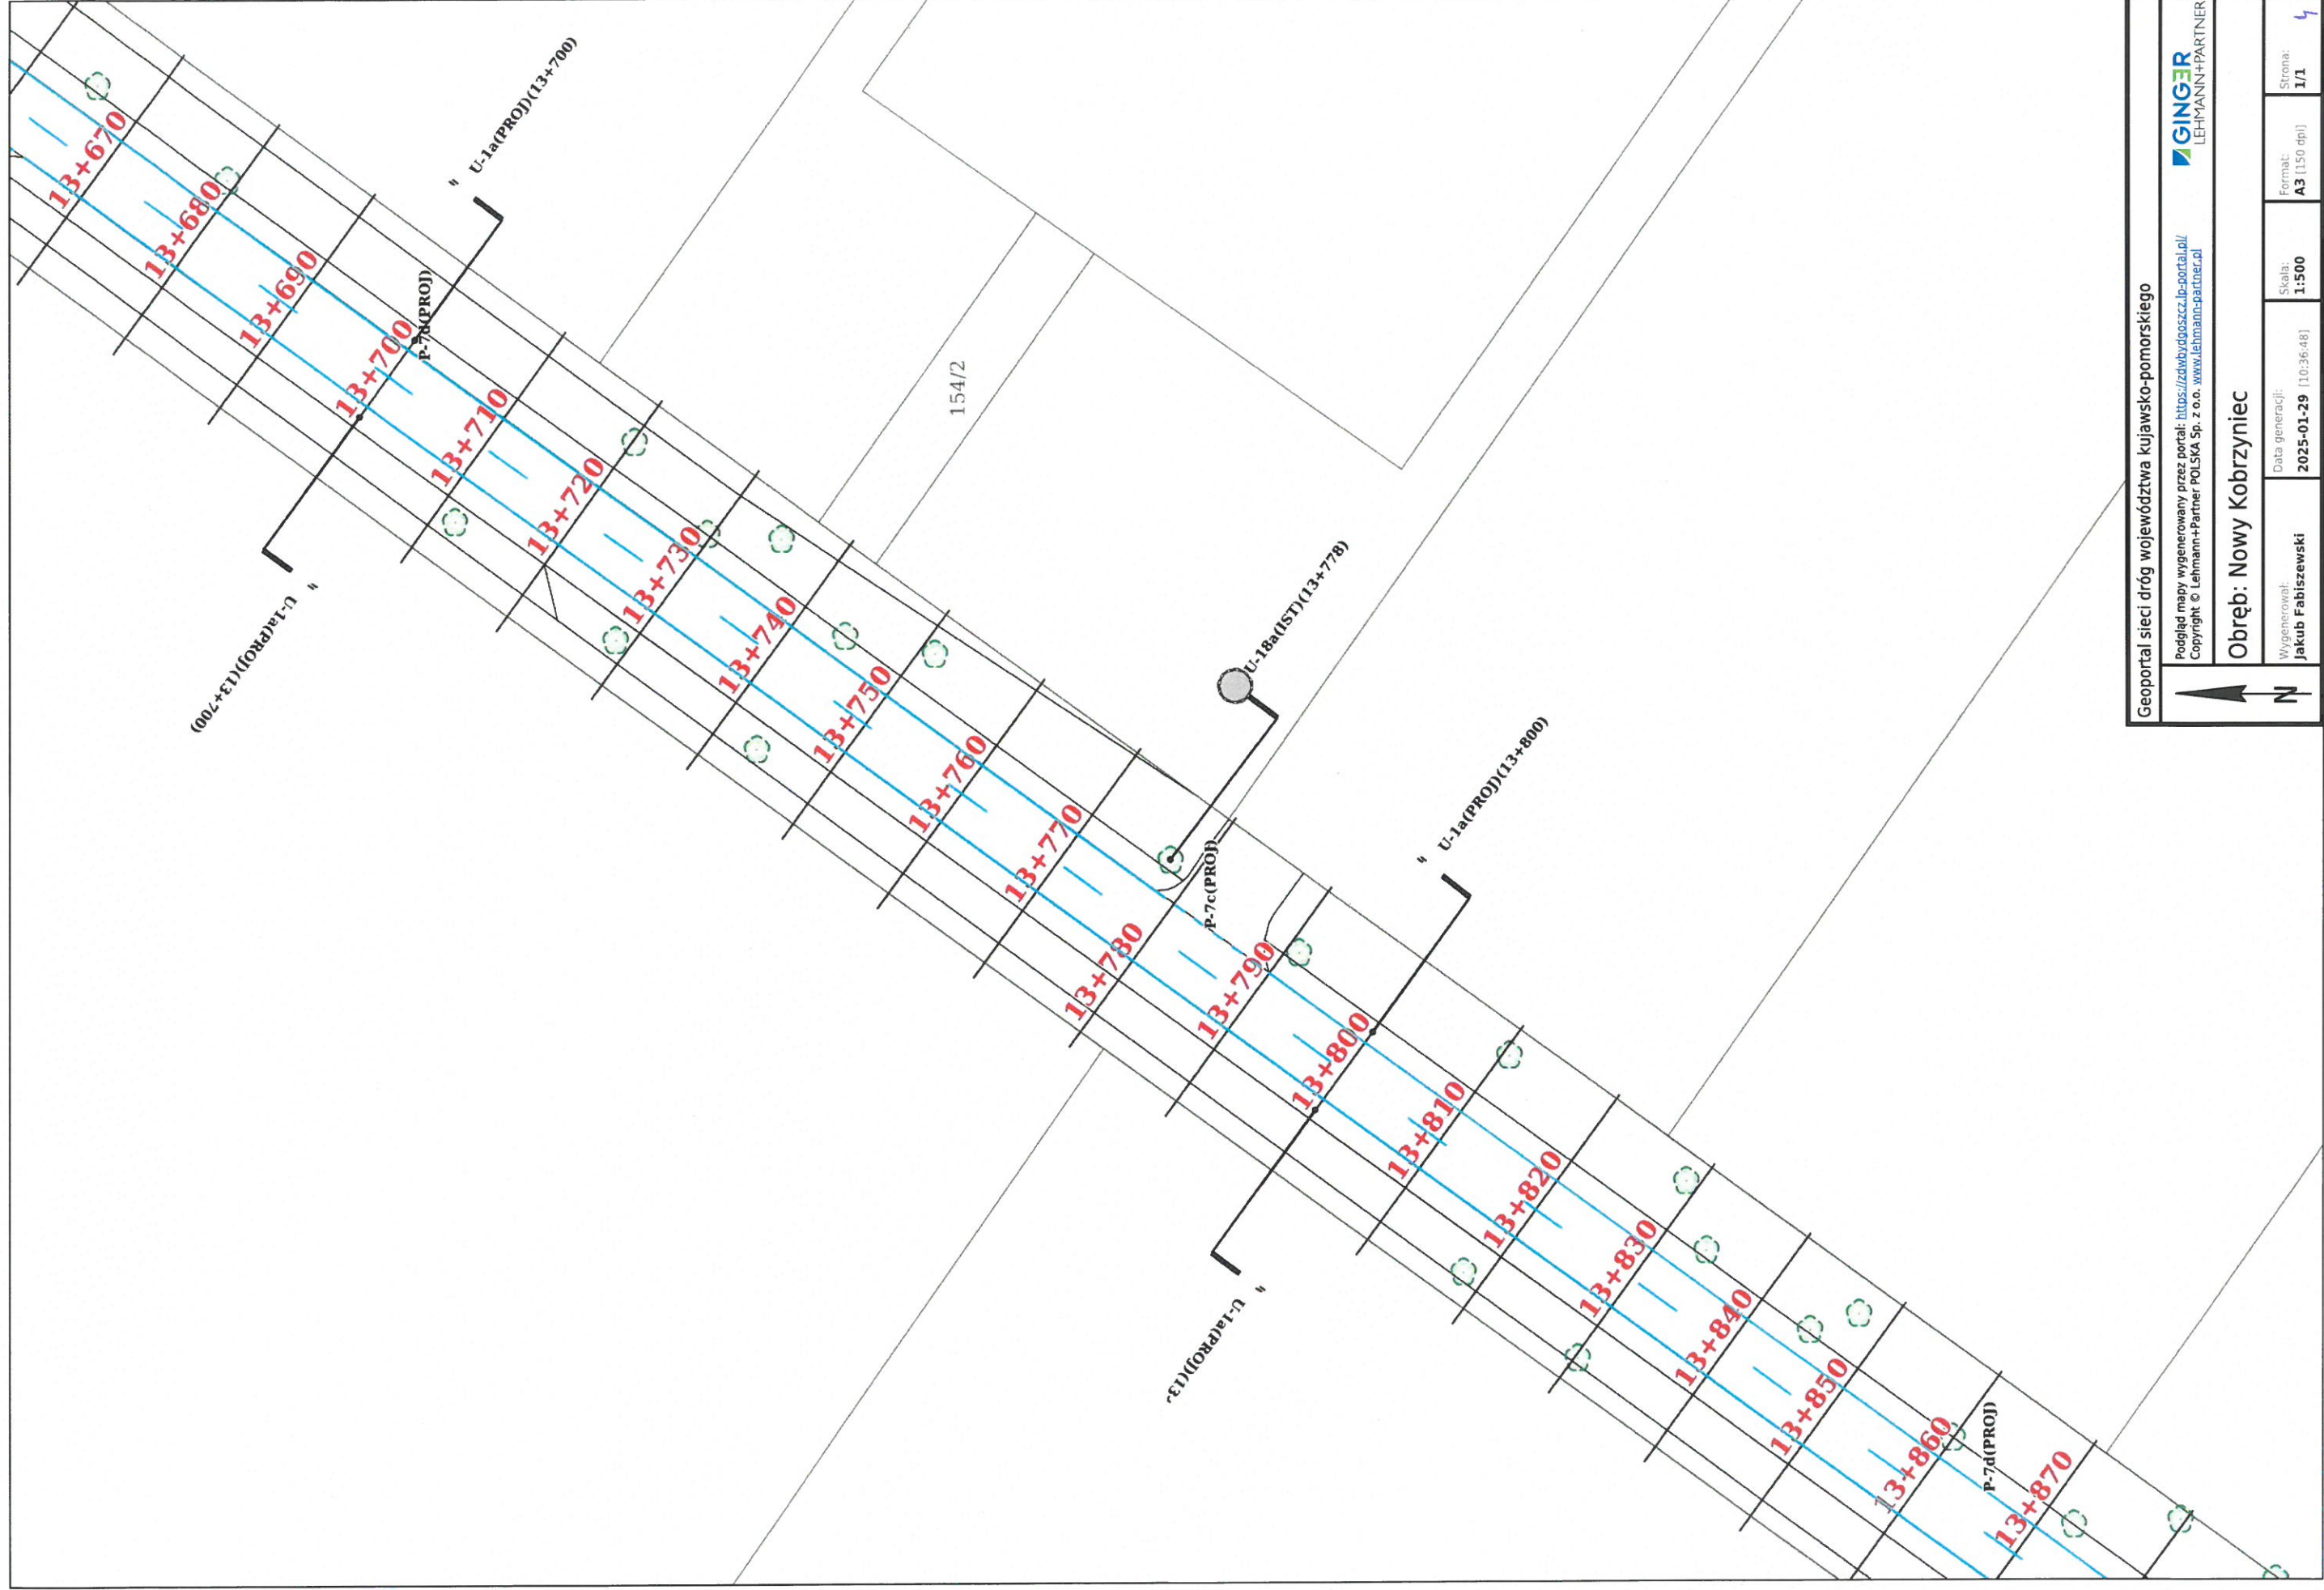 13+670
13+680
13+690
13+700
13+710
13+720
13+730
13+740
13+750
13+760
13+770
13+780
13+790
13+800
13+810
13+820
13+830
13+840
13+850
13+860
13+870
U-1a(PROJ)(13+700)
P-7d(PROJ)
U-1a(PROJ)(13+700)
154/2
U-18a(IST)(13+778)
P-7c(PROJ)
U-1a(PROJ)(13+800)
U-1a(PROJ)(13-
P-7d(PROJ)
Geoportal sieci dróg województwa kujawsko-pomorskiego
Podgląd mapy wygenerowany przez portal: https://zdwbydgoszcz.lp-portal.pl/
Copyright © Lehmann+Partner POLSKA Sp. z o.o. www.lehmann-partner.pl
GINGER
LEHMANN+PARTNER
Obręb: Nowy Kobrzyniec
N
Wygenerował:
Jakub Fabiszewski
Data generacji:
2025-01-29 [10:36:48]
Skala:
1:500
Format:
A3 [150 dpi]
Strona:
1/1
4